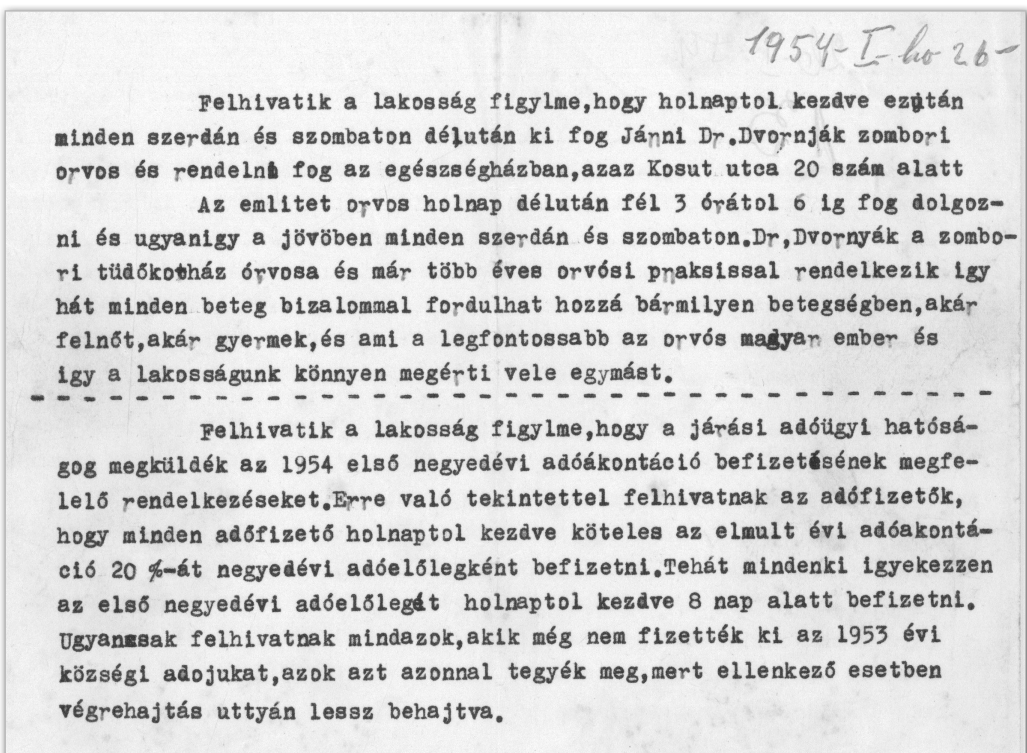 1954-I-ho 26-
Felhivatik a lakosság figylme,hogy holnaptol kezdve ezután
minden szerdán és szombaton délután ki fog Járni Dr.Dvornják zombori
orvos és rendelni fog az egészségházban,azaz Kosut utca 20 szám alatt
Az emlitet orvos holnap délután fél 3 órátol 6 ig fog dolgoz-
ni és ugyanigy a jövöben minden szerdán és szombaton.Dr,Dvornyák a zombo-
ri tüdőkotház órvosa és már több éves orvósi praksissal rendelkezik igy
hát minden beteg bizalommal fordulhat hozzá bármilyen betegségben,akár
felnőt,akár gyermek,és ami a legfontossabb az orvós magyar ember és
igy a lakosságunk könnyen megérti vele egymást.
Felhivatik a lakosság figylme,hogy a járási adóügyi hatósá-
gog megküldék az 1954 első negyedévi adóákontáció befizetésének megfe-
lelő rendelkezéseket.Erre való tekintettel felhivatnak az adófizetők,
hogy minden adőfizető holnaptol kezdve köteles az elmult évi adóakontá-
ció 20 %-át negyedévi adóelőlegként befizetni.Tehát mindenki igyekezzen
az első negyedévi adóelőlegét holnaptol kezdve 8 nap alatt befizetni.
Ugyancsak felhivatnak mindazok,akik még nem fizették ki az 1953 évi
községi adojukat,azok azt azonnal tegyék meg,mert ellenkező esetben
végrehajtás uttyán lessz behajtva.